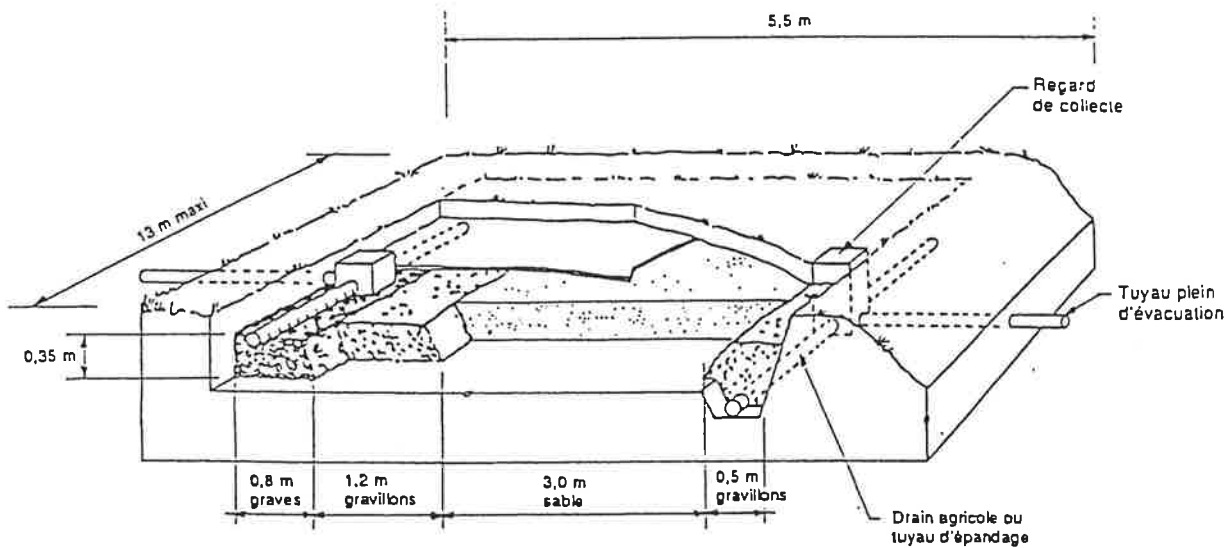 5,5 m
Regard
de collecte
13 m maxi
Tuyau plein
d'évacuation
0,35 m
0,8 m
graves
1,2 m
gravillons
3,0 m
sable
0,5 m
gravillons
Drain agricole ou
tuyau d'épandage